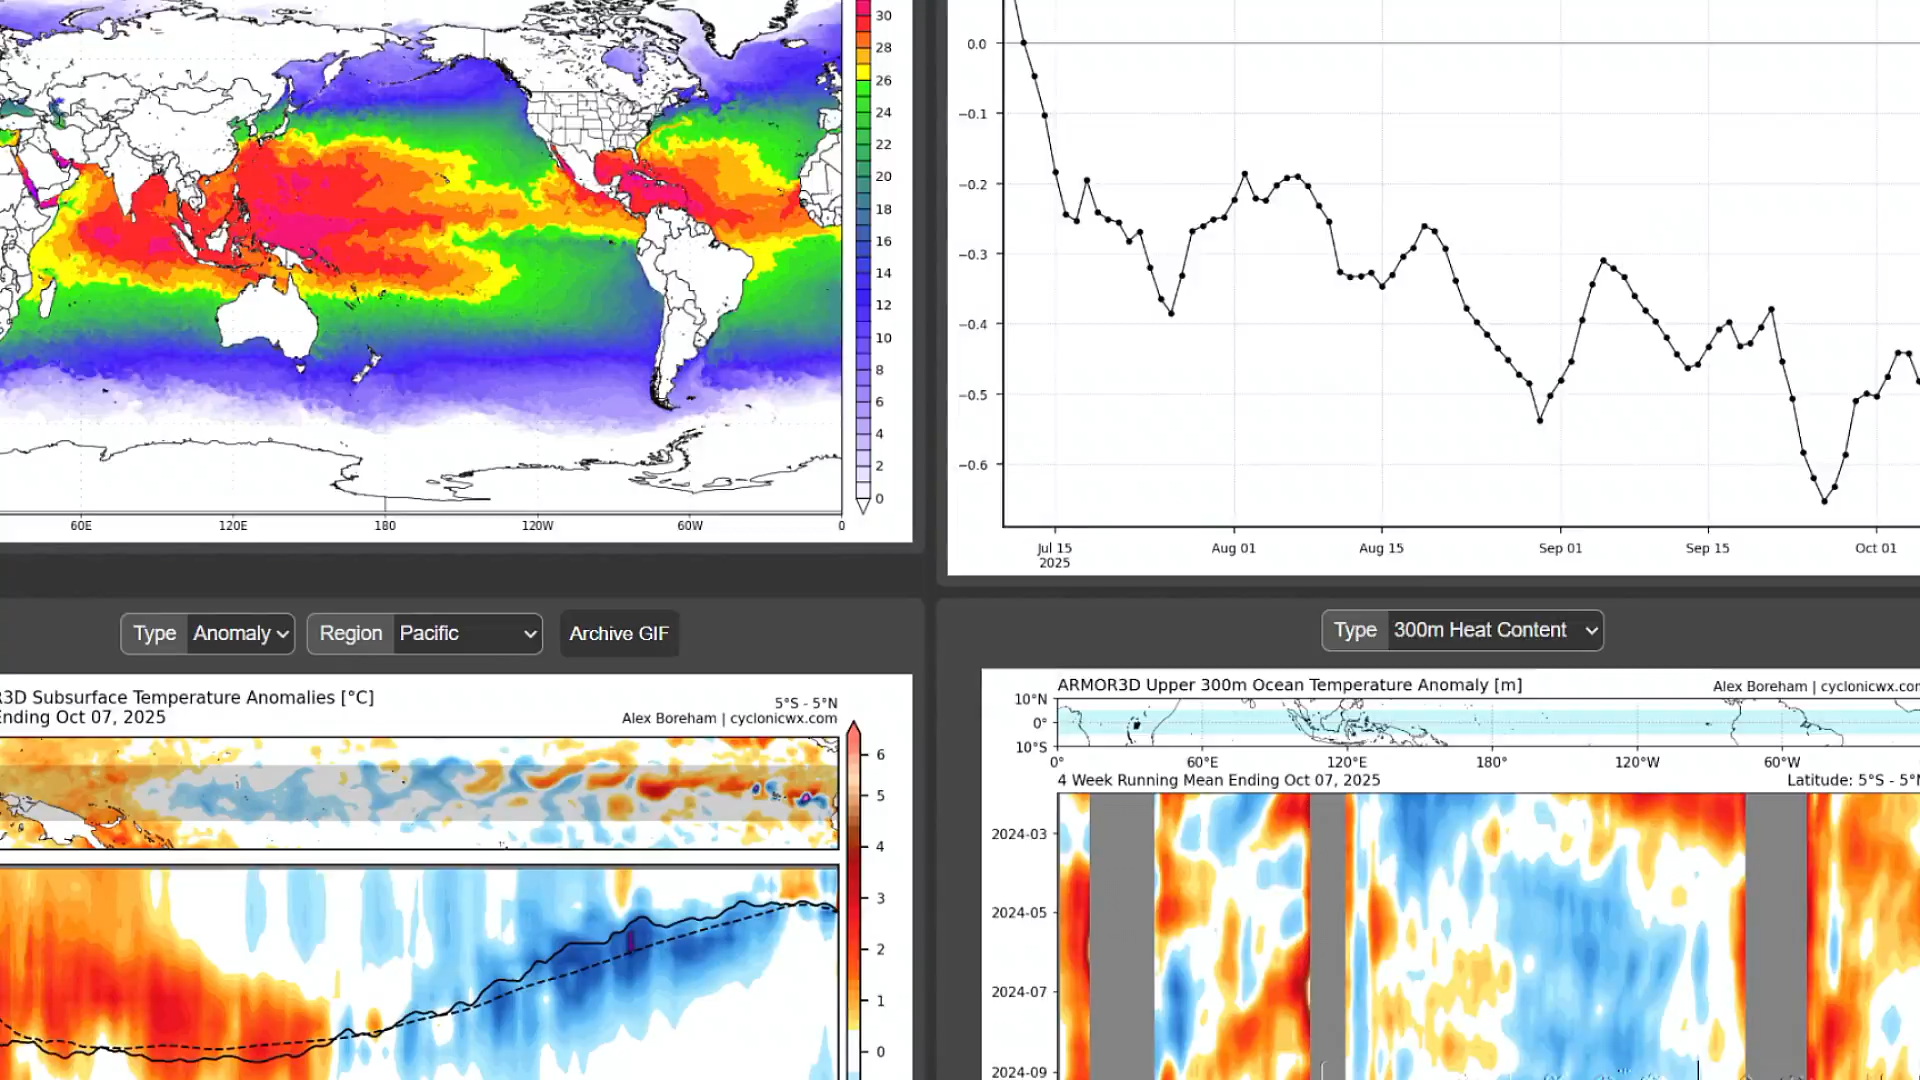 30
28
26
24
22
20
18
16
14
12
10
8
6
4
2
0
60E 120E 180 120W 60W 0
0.0
−0.1
−0.2
−0.3
−0.4
−0.5
−0.6
Jul 15 Aug 01 Aug 15 Sep 01 Sep 15 Oct 01
2025
Type Anomaly Region Pacific Archive GIF
3D Subsurface Temperature Anomalies [°C]
Ending Oct 07, 2025
5°S - 5°N
Alex Boreham | cyclonicwx.com
6
5
4
3
2
1
0
Type 300m Heat Content
ARMOR3D Upper 300m Ocean Temperature Anomaly [m]
Alex Boreham | cyclonicwx.com
10°N
0°
10°S
0° 60°E 120°E 180° 120°W 60°W
4 Week Running Mean Ending Oct 07, 2025
Latitude: 5°S - 5°N
2024-03
2024-05
2024-07
2024-09